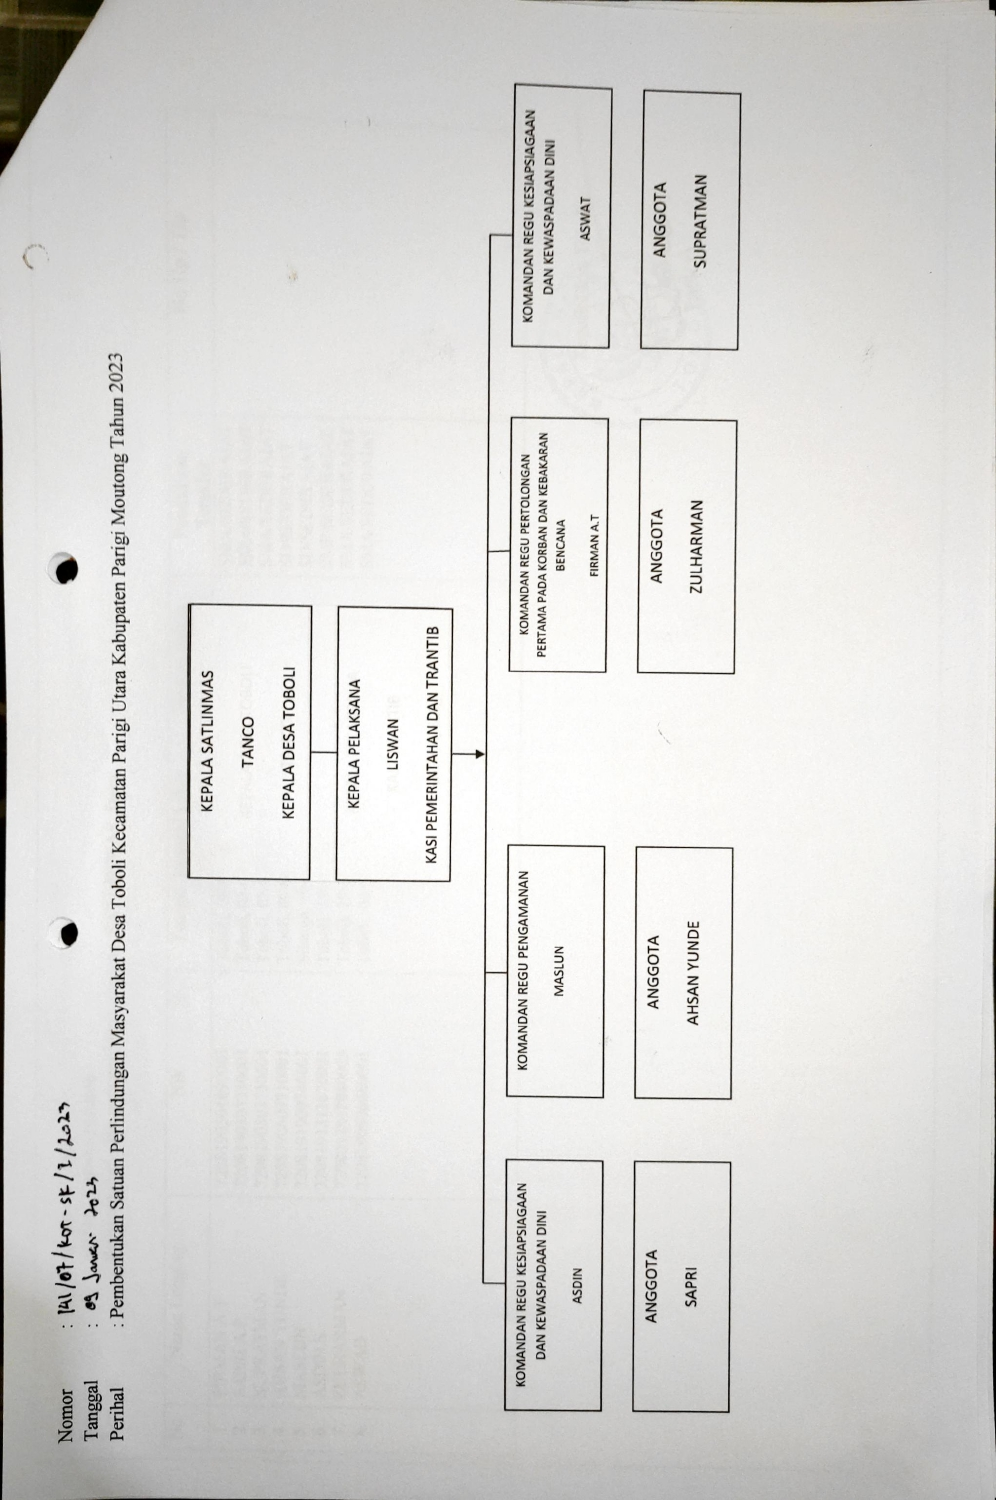 Nomor : 141/07/KOT-SK/I/2023
Tanggal : 09 Januari 2023
Perihal : Pembentukan Satuan Perlindungan Masyarakat Desa Toboli Kecamatan Parigi Utara Kabupaten Parigi Moutong Tahun 2023
KEPALA SATLINMAS
TANCO
KEPALA DESA TOBOLI
KEPALA PELAKSANA
LISWAN
KASI PEMERINTAHAN DAN TRANTIB
KOMANDAN REGU KESIAPSIAGAAN
DAN KEWASPADAAN DINI
ASDIN
KOMANDAN REGU PENGAMANAN
MASLUN
KOMANDAN REGU PERTOLONGAN
PERTAMA PADA KORBAN DAN KEBAKARAN
BENCANA
FIRMAN A.T
KOMANDAN REGU KESIAPSIAGAAN
DAN KEWASPADAAN DINI
ASWAT
ANGGOTA
SAPRI
ANGGOTA
AHSAN YUNDE
ANGGOTA
ZULHARMAN
ANGGOTA
SUPRATMAN